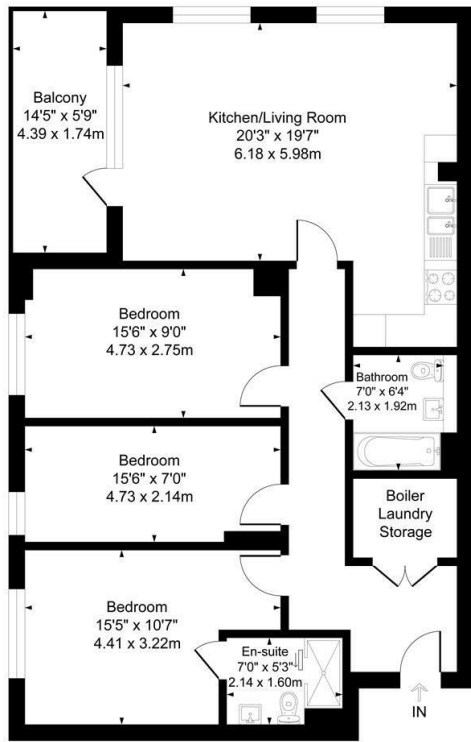 Balcony
14'5" x 5'9"
4.39 x 1.74m
Kitchen/Living Room
20'3" x 19'7"
6.18 x 5.98m
Bedroom
15'6" x 9'0"
4.73 x 2.75m
Bathroom
7'0" x 6'4"
2.13 x 1.92m
Bedroom
15'6" x 7'0"
4.73 x 2.14m
Boiler
Laundry
Storage
Bedroom
15'5" x 10'7"
4.41 x 3.22m
En-suite
7'0" x 5'3"
2.14 x 1.60m
IN